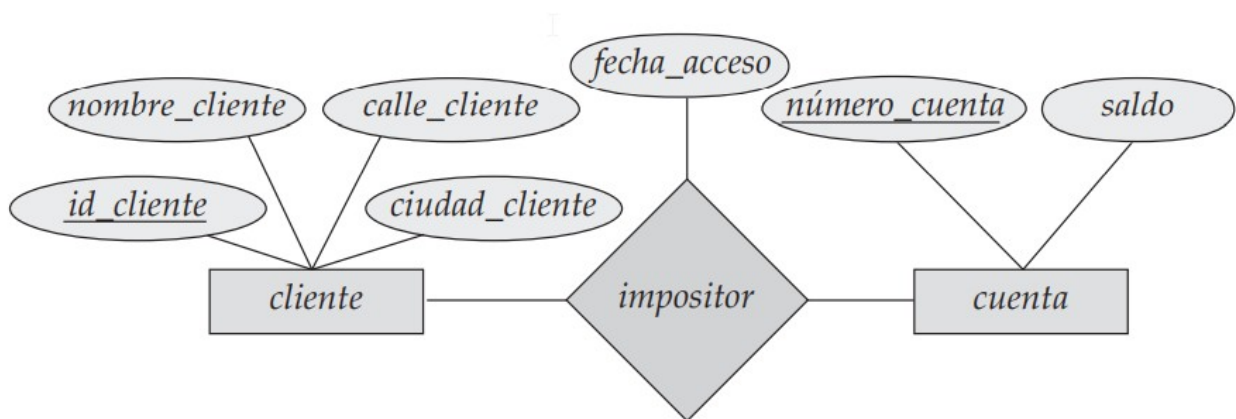 fecha_acceso
nombre_cliente calle_cliente número_cuenta saldo
id_cliente ciudad_cliente
cliente impositor cuenta